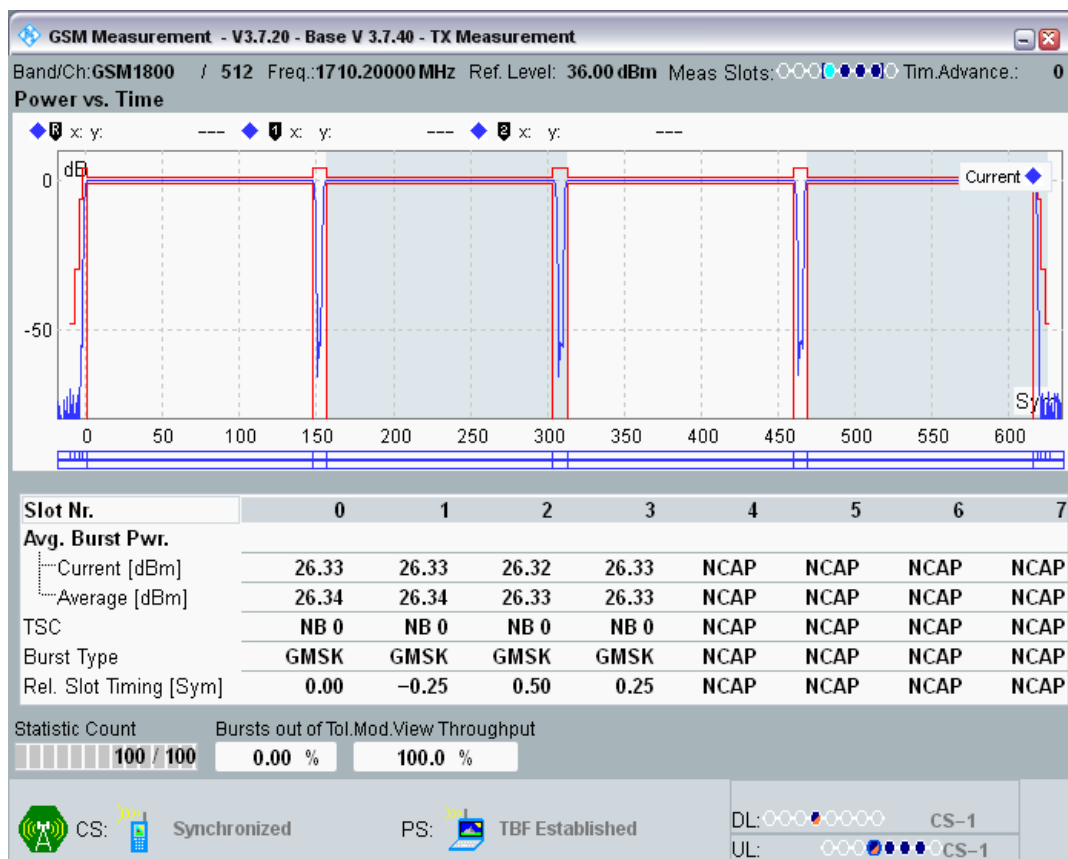 GSM Measurement - V3.7.20 - Base V 3.7.40 - TX Measurement
Band/Ch:GSM1800 / 512 Freq.:1710.20000 MHz Ref. Level: 36.00 dBm Meas Slots: Tim.Advance.: 0
Power vs. Time
R x: y: --- 1 x: y: --- 2 x: y: ---
dB
Current
0
-50
Sym
0 50 100 150 200 250 300 350 400 450 500 550 600
Slot Nr. 0 1 2 3 4 5 6 7
Avg. Burst Pwr.
Current [dBm] 26.33 26.33 26.32 26.33 NCAP NCAP NCAP NCAP
Average [dBm] 26.34 26.34 26.33 26.33 NCAP NCAP NCAP NCAP
TSC NB 0 NB 0 NB 0 NB 0 NCAP NCAP NCAP NCAP
Burst Type GMSK GMSK GMSK GMSK NCAP NCAP NCAP NCAP
Rel. Slot Timing [Sym] 0.00 −0.25 0.50 0.25 NCAP NCAP NCAP NCAP
Statistic Count Bursts out of Tol. Mod.View Throughput
100 / 100 0.00 % 100.0 %
CS: Synchronized PS: TBF Established
DL: CS−1
UL: CS−1